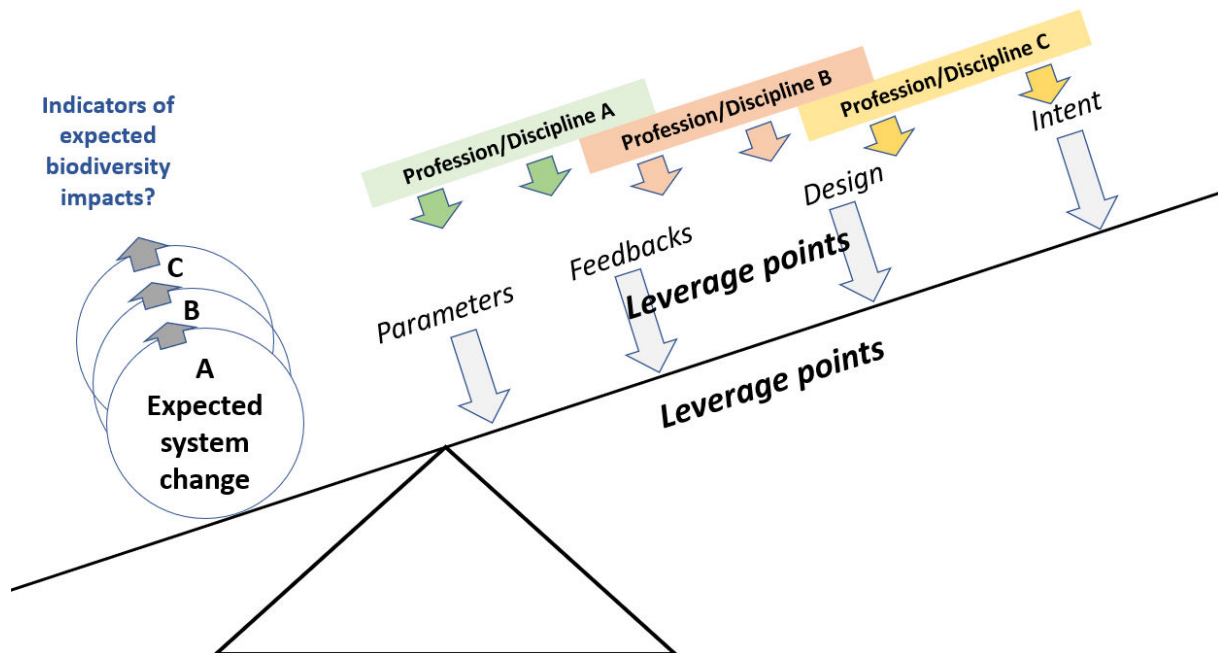 Indicators of
expected
biodiversity
impacts?
C
B
A
Expected
system
change
Profession/Discipline A
Profession/Discipline B
Profession/Discipline C
Parameters
Feedbacks
Design
Intent
Leverage points
Leverage points